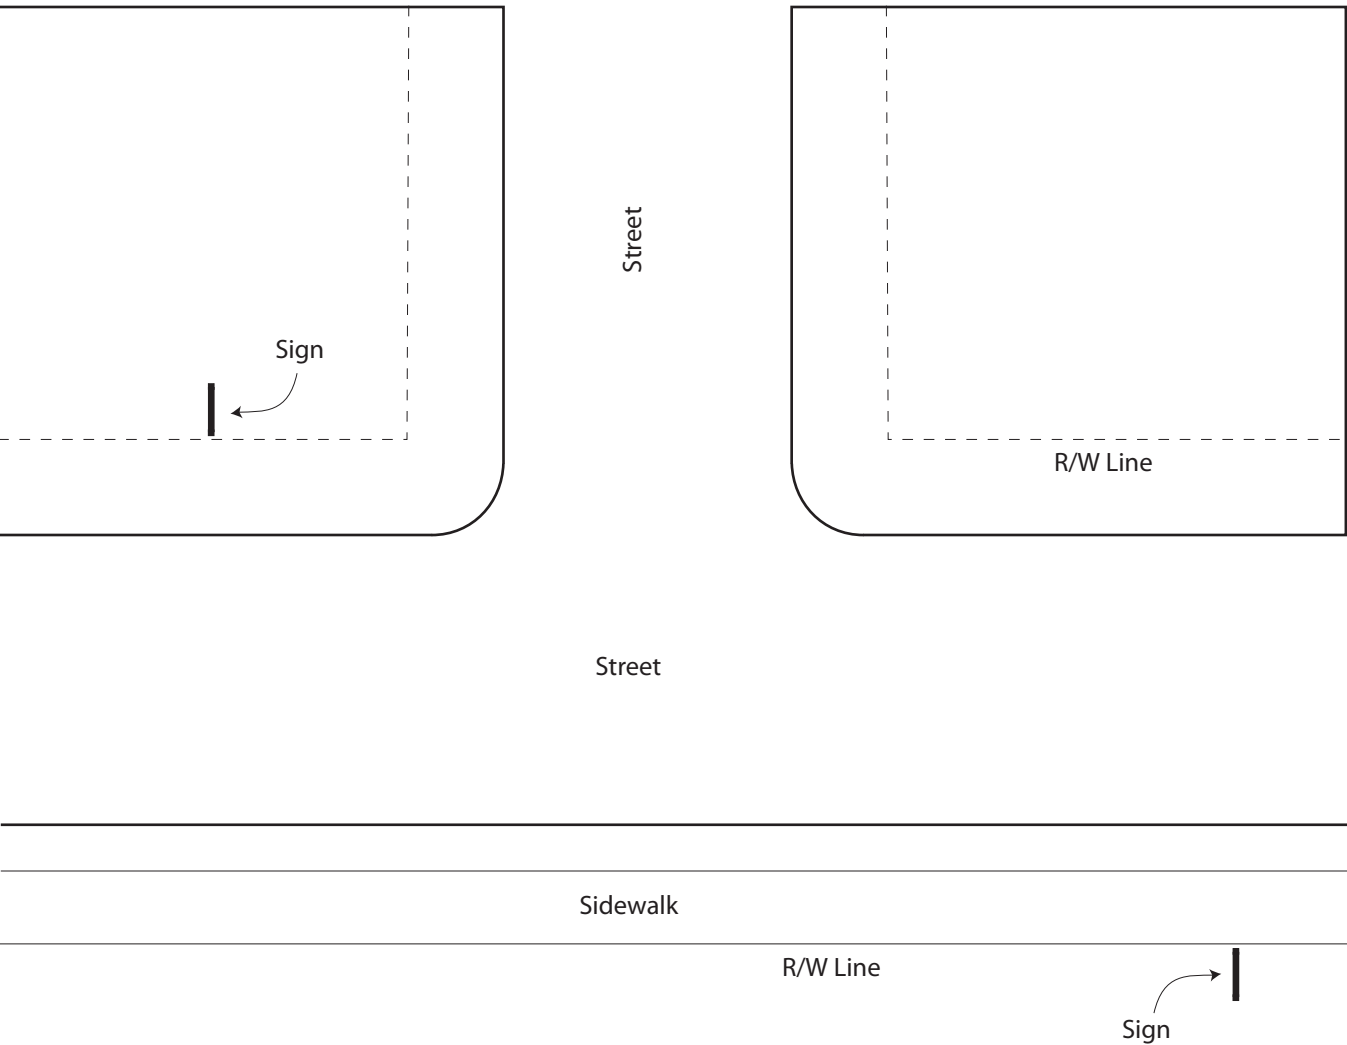 Street
Sign
R/W Line
Street
Sidewalk
R/W Line
Sign